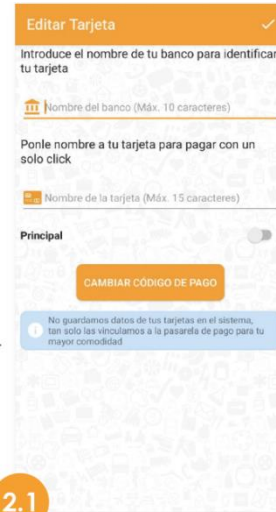 Editar Tarjeta
Introduce el nombre de tu banco para identificar
tu tarjeta
Nombre del banco (Máx. 10 caracteres)
Ponle nombre a tu tarjeta para pagar con un
solo click
Nombre de la tarjeta (Máx. 15 caracteres)
Principal
CAMBIAR CÓDIGO DE PAGO
No guardamos datos de tus tarjetas en el sistema,
tan solo las vinculamos a la pasarela de pago para tu
mayor comodidad
2.1